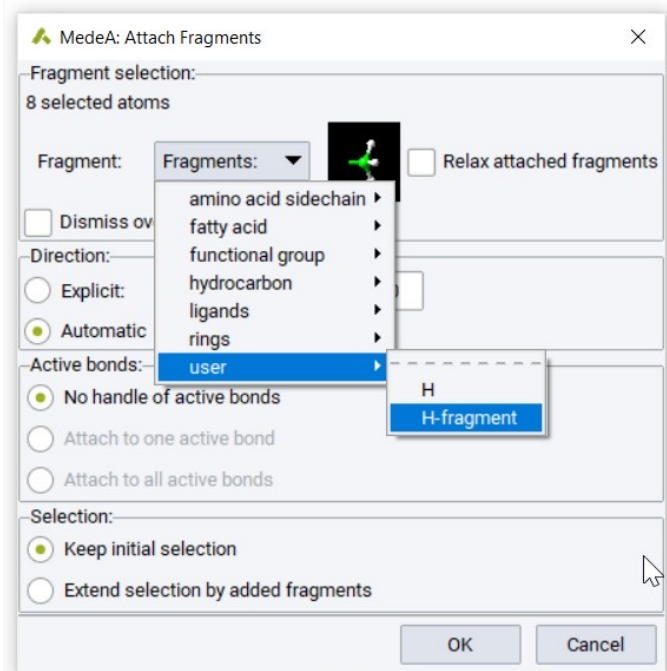 MedeA: Attach Fragments
Fragment selection:
8 selected atoms
Fragment: Fragments: Relax attached fragments
amino acid sidechain
Dismiss
fatty acid
functional group
Direction:
hydrocarbon
Explicit:
ligands
Automatic
rings
Active bonds:
user
No handle of active bonds
H
H-fragment
Attach to one active bond
Attach to all active bonds
Selection:
Keep initial selection
Extend selection by added fragments
OK Cancel